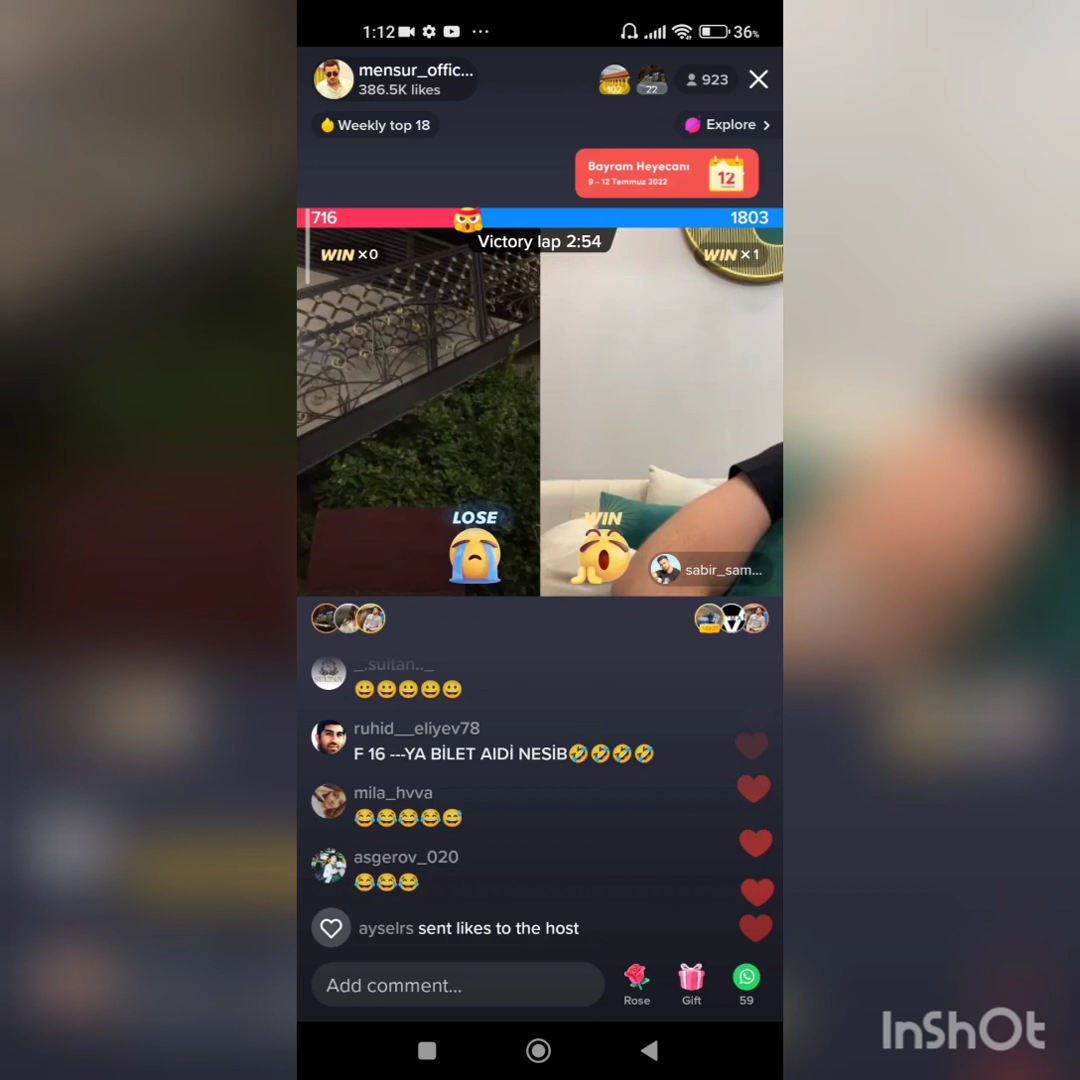 1:12
36%
mensur_offic...
386.5K likes
102
22
923
Weekly top 18
Explore
Bayram Heyecanı
9 – 12 Temmuz 2022
12
716
1803
Victory lap 2:54
WIN ×0
WIN ×1
LOSE
WIN
sabir_sam...
_.sultan.._
😀😀😀😀😀
ruhid__eliyev78
F 16 ---YA BİLET AIDİ NESİB🤣🤣🤣🤣
mila_hvva
😂😂😂😂😅
asgerov_020
😂😂😂
ayselrs sent likes to the host
Add comment...
Rose
Gift
59
InShOt